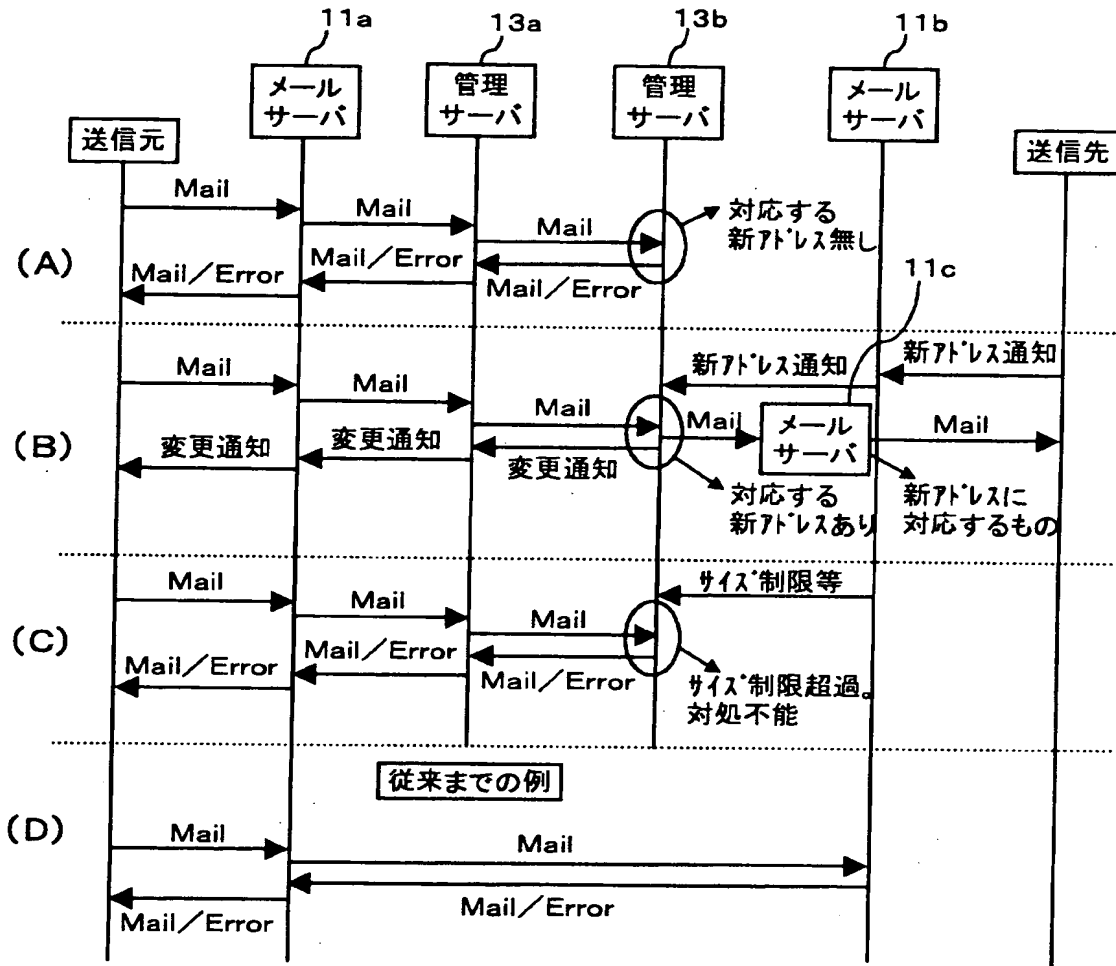 11a
13a
13b
11b
メール
サーバ
管理
サーバ
管理
サーバ
メール
サーバ
送信元
送信先
(A)
Mail
Mail
Mail
対応する
新ｱﾄﾞﾚｽ無し
Mail/Error
Mail/Error
Mail/Error
11c
(B)
新ｱﾄﾞﾚｽ通知
新ｱﾄﾞﾚｽ通知
Mail
Mail
Mail
Mail
メール
サーバ
Mail
変更通知
変更通知
変更通知
対応する
新ｱﾄﾞﾚｽあり
新ｱﾄﾞﾚｽに
対応するもの
(C)
ｻｲｽﾞ制限等
Mail
Mail
Mail
Mail/Error
Mail/Error
Mail/Error
ｻｲｽﾞ制限超過。
対処不能
従来までの例
(D)
Mail
Mail
Mail/Error
Mail/Error